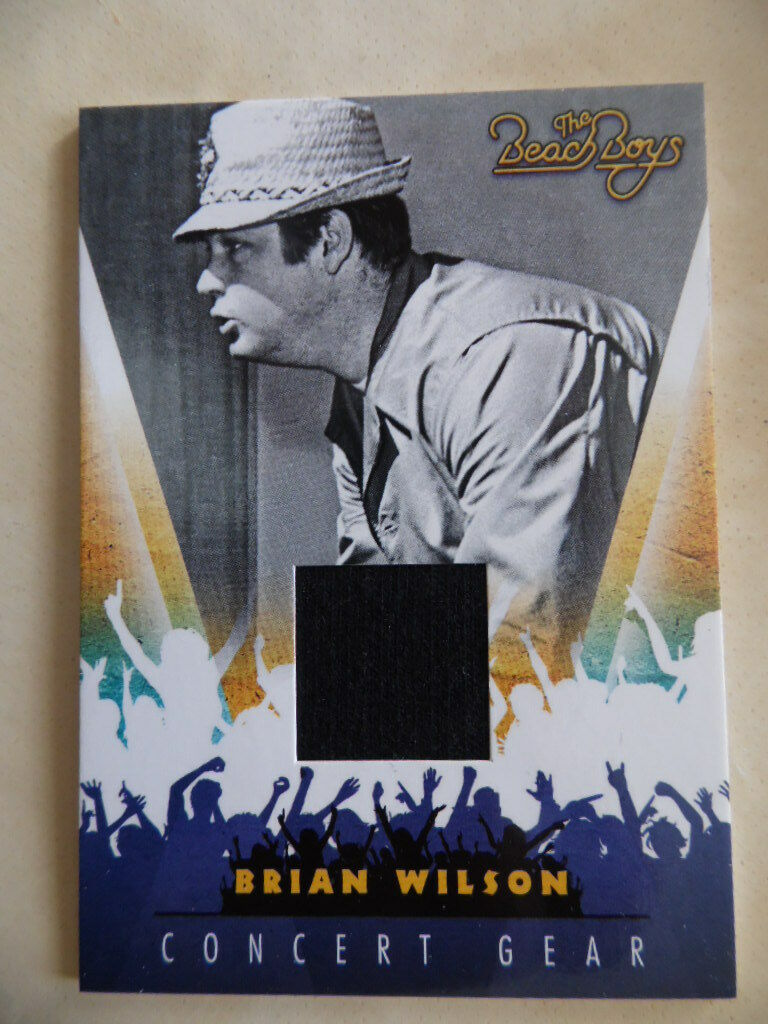 The
Beach Boys
BRIAN WILSON
CONCERT GEAR